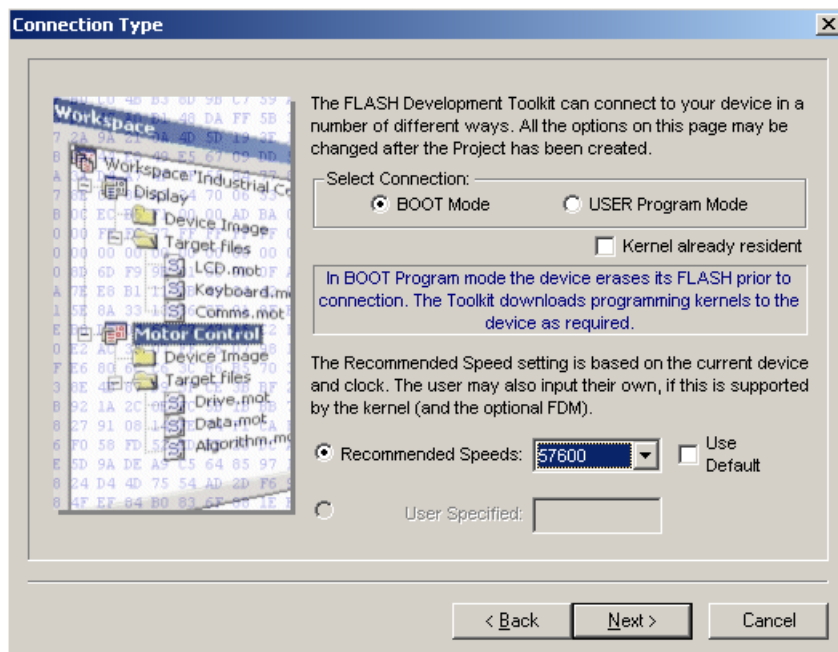 Connection Type
The FLASH Development Toolkit can connect to your device in a
number of different ways. All the options on this page may be
changed after the Project has been created.
Select Connection:
BOOT Mode
USER Program Mode
Kernel already resident
In BOOT Program mode the device erases its FLASH prior to
connection. The Toolkit downloads programming kernels to the
device as required.
The Recommended Speed setting is based on the current device
and clock. The user may also input their own, if this is supported
by the kernel (and the optional FDM).
Recommended Speeds:
57600
Use
Default
User Specified:
< Back
Next >
Cancel
Workspace
Workspace 'Industrial
Display
Device Image
Target files
LCD.mot
Keyboard
Comms.mot
Motor Control
Device Image
Target files
Drive.mot
Data.mot